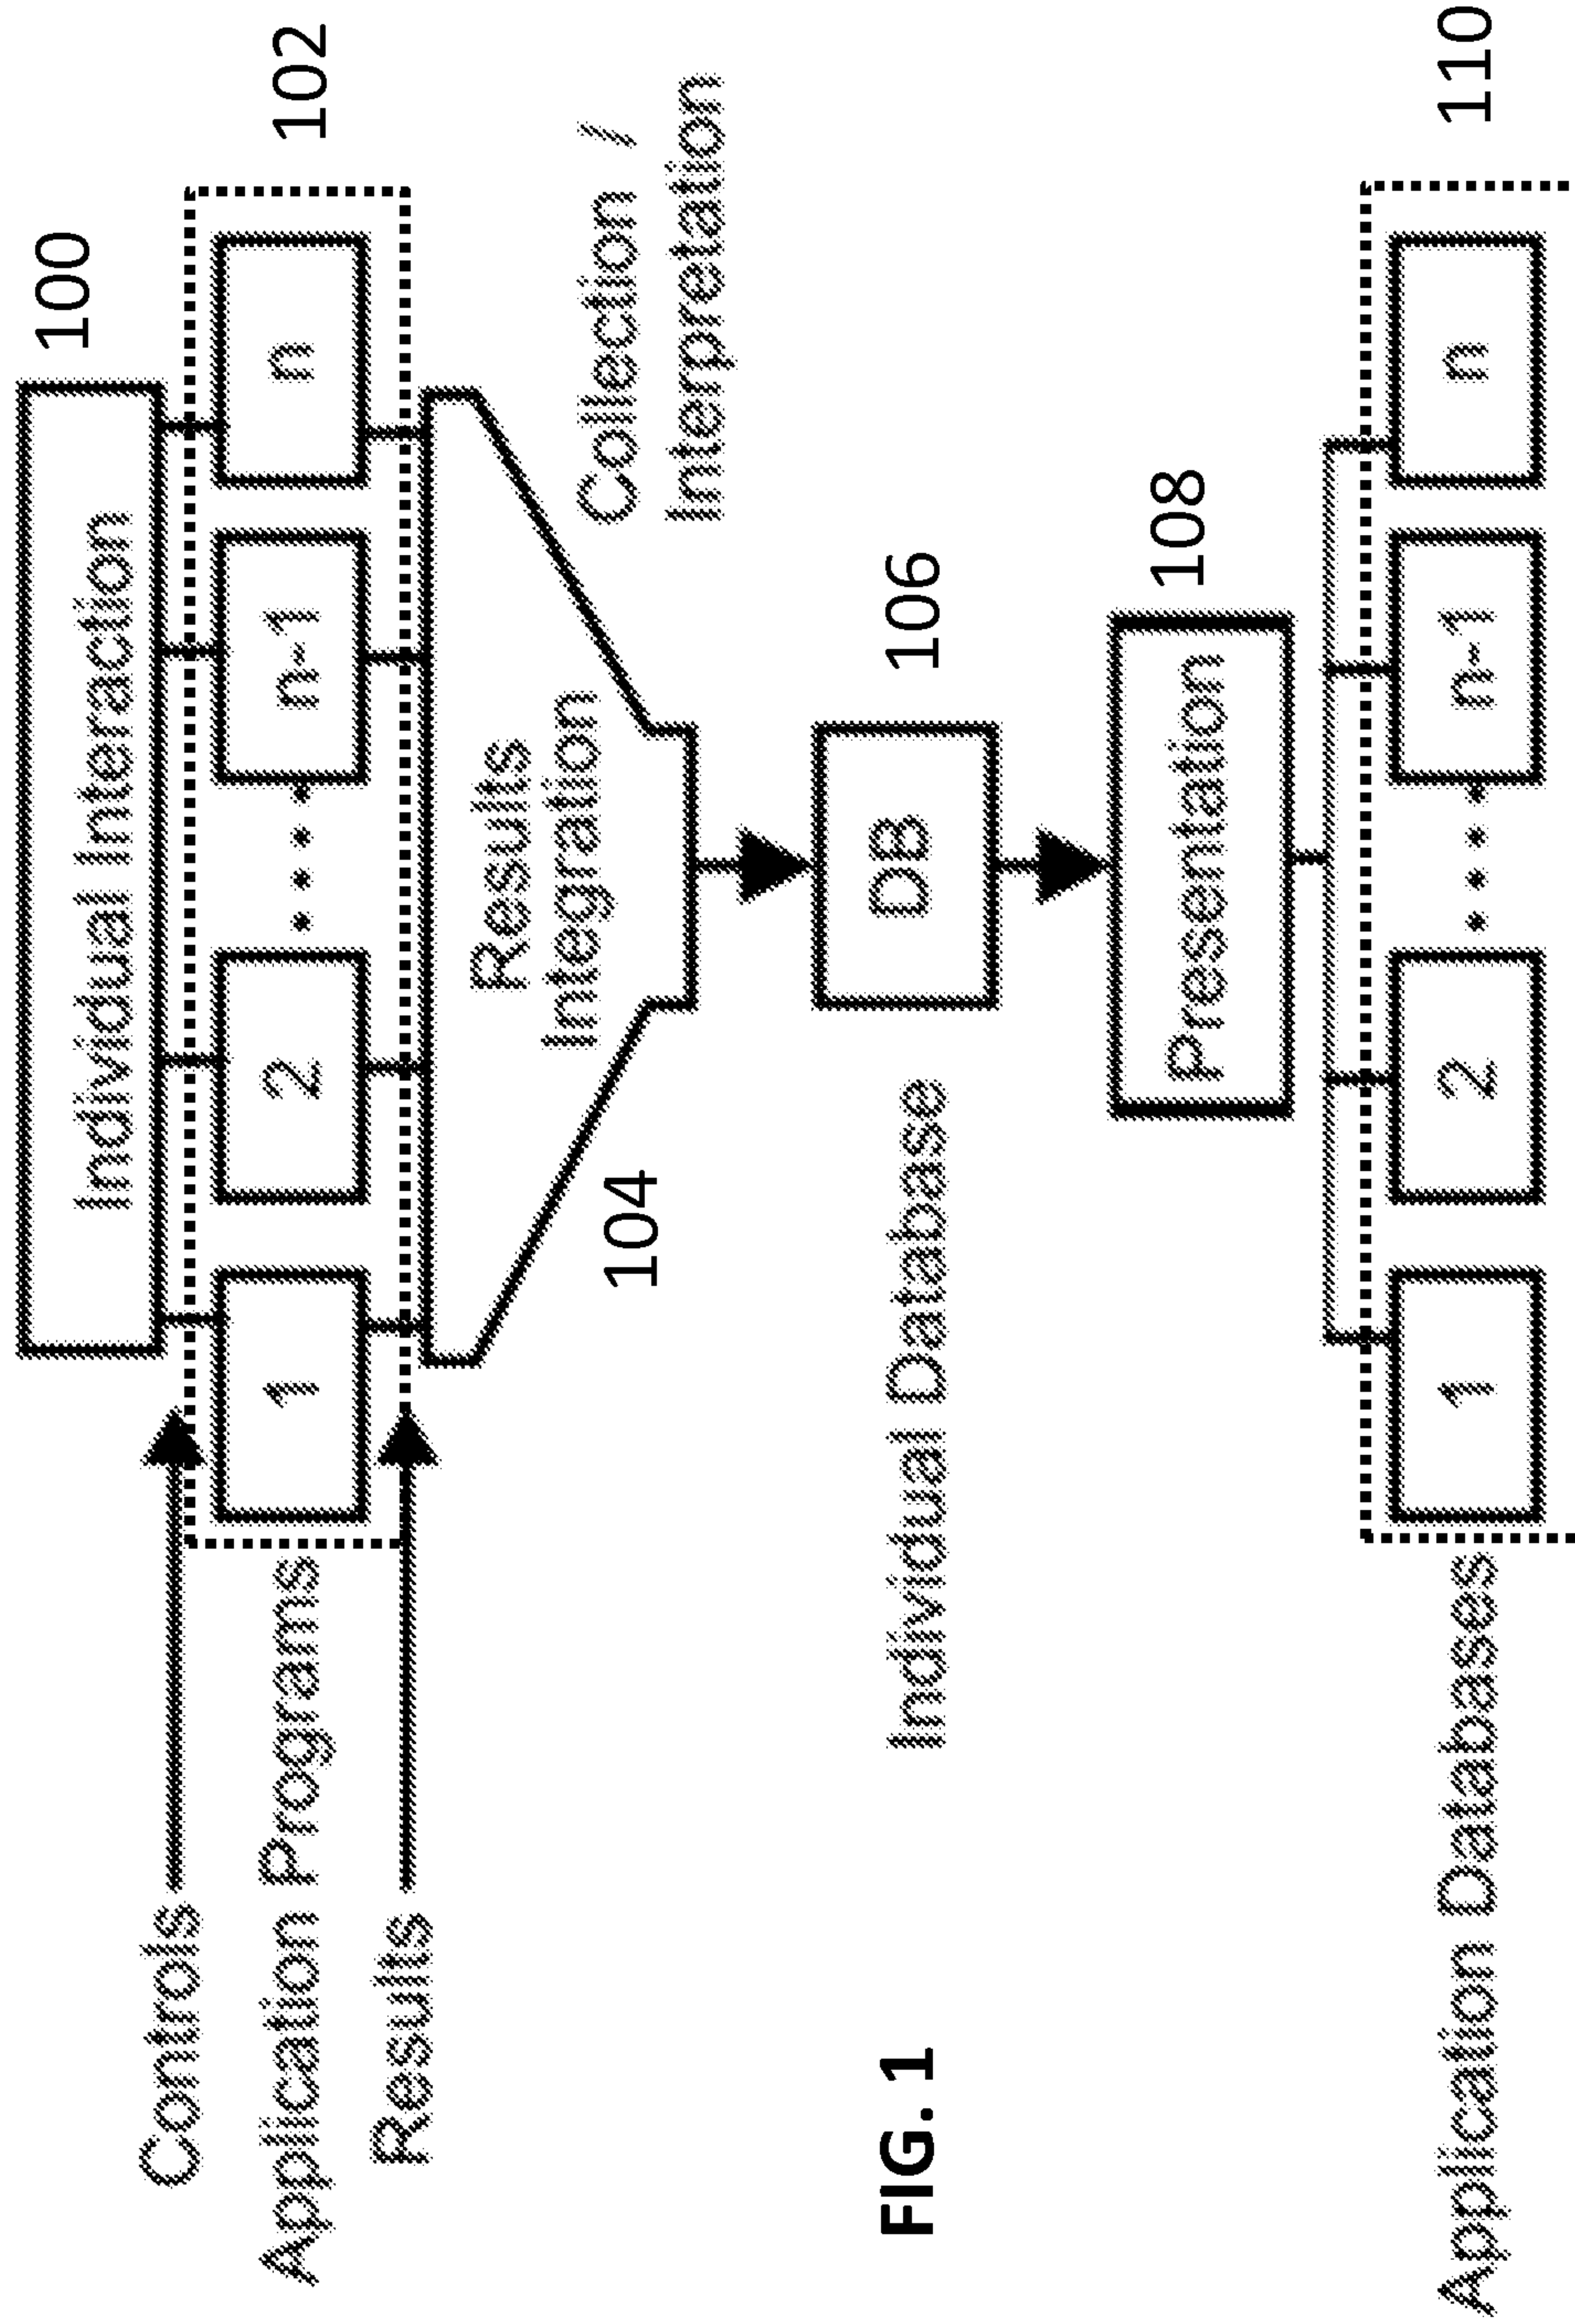 100
Individual Interaction
Controls
102
Application Programs
1
2
n-1
n
Results
Results
Integration
104
Collection /
Interpretation
DB
106
Individual Database
FIG. 1
Presentation
108
110
Application Databases
1
2
n-1
n